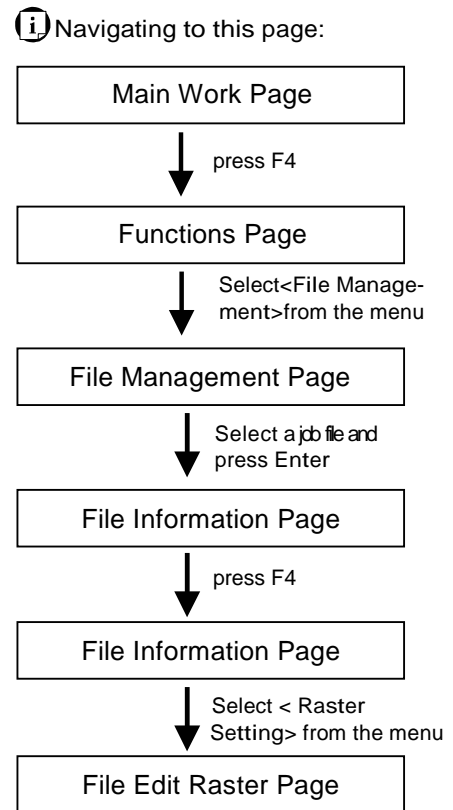 i Navigating to this page:
Main Work Page
press F4
Functions Page
Select<File Manage-
ment>from the menu
File Management Page
Select a job file and
press Enter
File Information Page
press F4
File Information Page
Select < Raster
Setting> from the menu
File Edit Raster Page